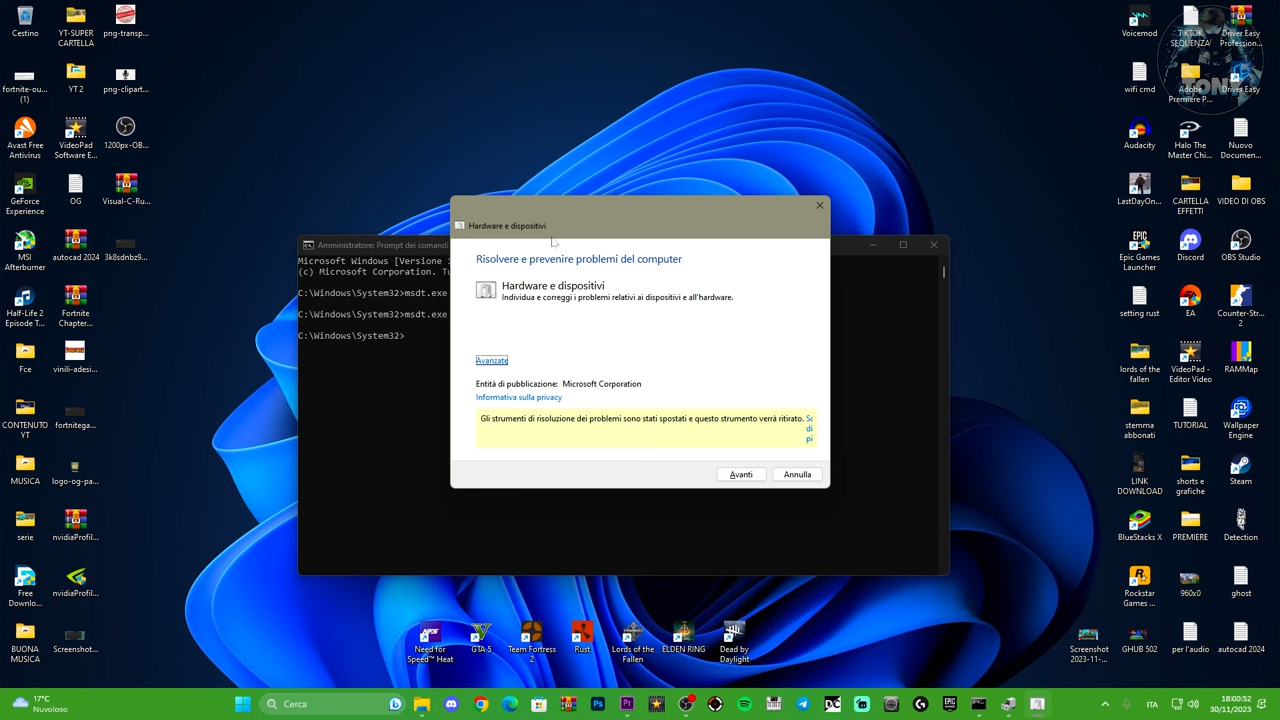 Cestino
YT-SUPER
CARTELLA
png-transp...
fortnite-ou...
(1)
YT 2
png-clipart...
Avast Free
Antivirus
VideoPad
Software E...
1200px-OB...
GeForce
Experience
OG
Visual-C-Ru...
MSI
Afterburner
autocad 2024
3k8sdnbz9...
Half-Life 2
Episode T...
Fortnite
Chapter...
Fce
vinili-adesi...
CONTENUTO
YT
fortnitega...
MUSICA
logo-og-pa...
serie
nvidiaProfil...
Free
Downlo...
nvidiaProfil...
BUONA
MUSICA
Screenshot...
Amministratore: Prompt dei comandi
Microsoft Windows [Versione 1
(c) Microsoft Corporation. Tu
C:\Windows\System32>msdt.exe
C:\Windows\System32>msdt.exe
C:\Windows\System32>
Hardware e dispositivi
Risolvere e prevenire problemi del computer
Hardware e dispositivi
Individua e correggi i problemi relativi ai dispositivi e all'hardware.
Avanzate
Entità di pubblicazione: Microsoft Corporation
Informativa sulla privacy
Gli strumenti di risoluzione dei problemi sono stati spostati e questo strumento verrà ritirato.
di
pi
Avanti
Annulla
Voicemod
TIKTOK
SEQUENZA
Driver Easy
Profession...
TONY
wifi cmd
Adobe
Premiere P...
Driver Easy
Audacity
Halo The
Master Chi...
Nuovo
Documen...
LastDayOn...
CARTELLA
EFFETTI
VIDEO DI OBS
Epic Games
Launcher
Discord
OBS Studio
setting rust
EA
Counter-Str...
2
lords of the
fallen
VideoPad -
Editor Video
RAMMap
stemma
abbonati
TUTORIAL
Wallpaper
Engine
LINK
DOWNLOAD
shorts e
grafiche
Steam
BlueStacks X
PREMIERE
Detection
Rockstar
Games ...
960x0
ghost
Screenshot
2023-11-...
GHUB 502
per l'audio
autocad 2024
Need for
Speed™ Heat
GTA 5
Team Fortress
2
Rust
Lords of the
Fallen
ELDEN RING
Dead by
Daylight
17°C
Nuvoloso
Cerca
ITA
18:00:52
30/11/2023